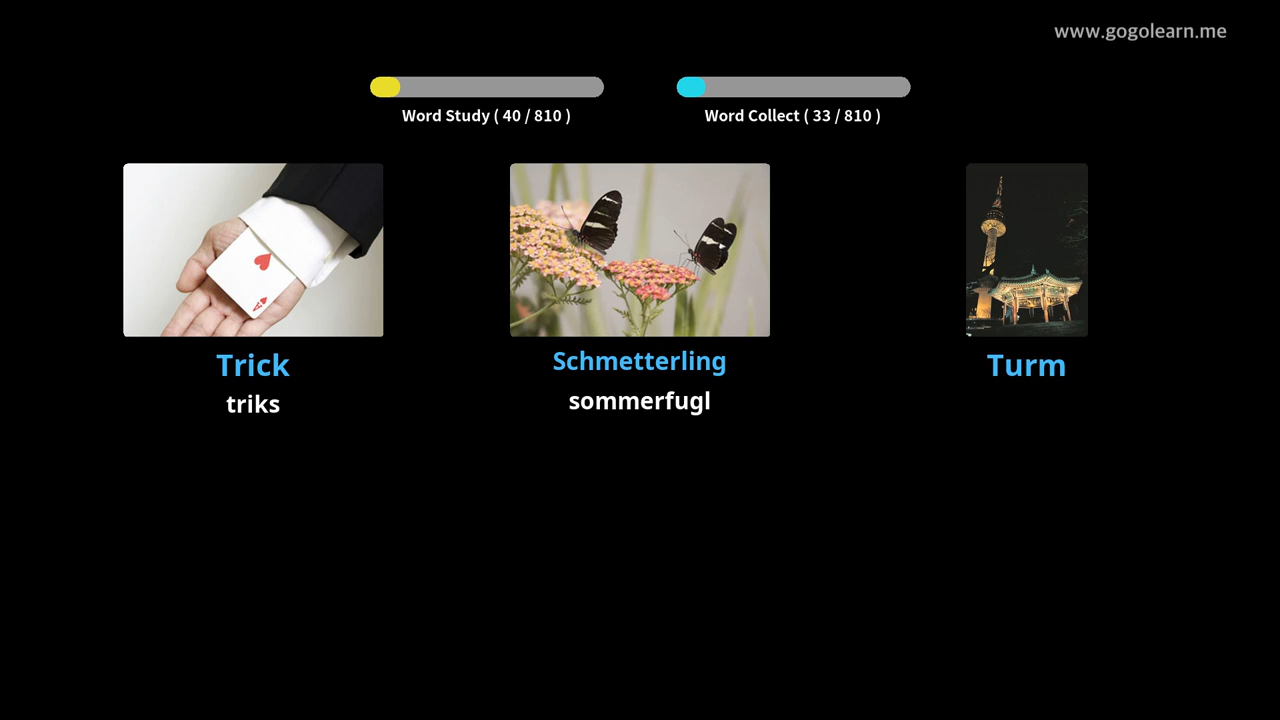 www.gogolearn.me
Word Study ( 40 / 810 )
Word Collect ( 33 / 810 )
Trick
triks
Schmetterling
sommerfugl
Turm